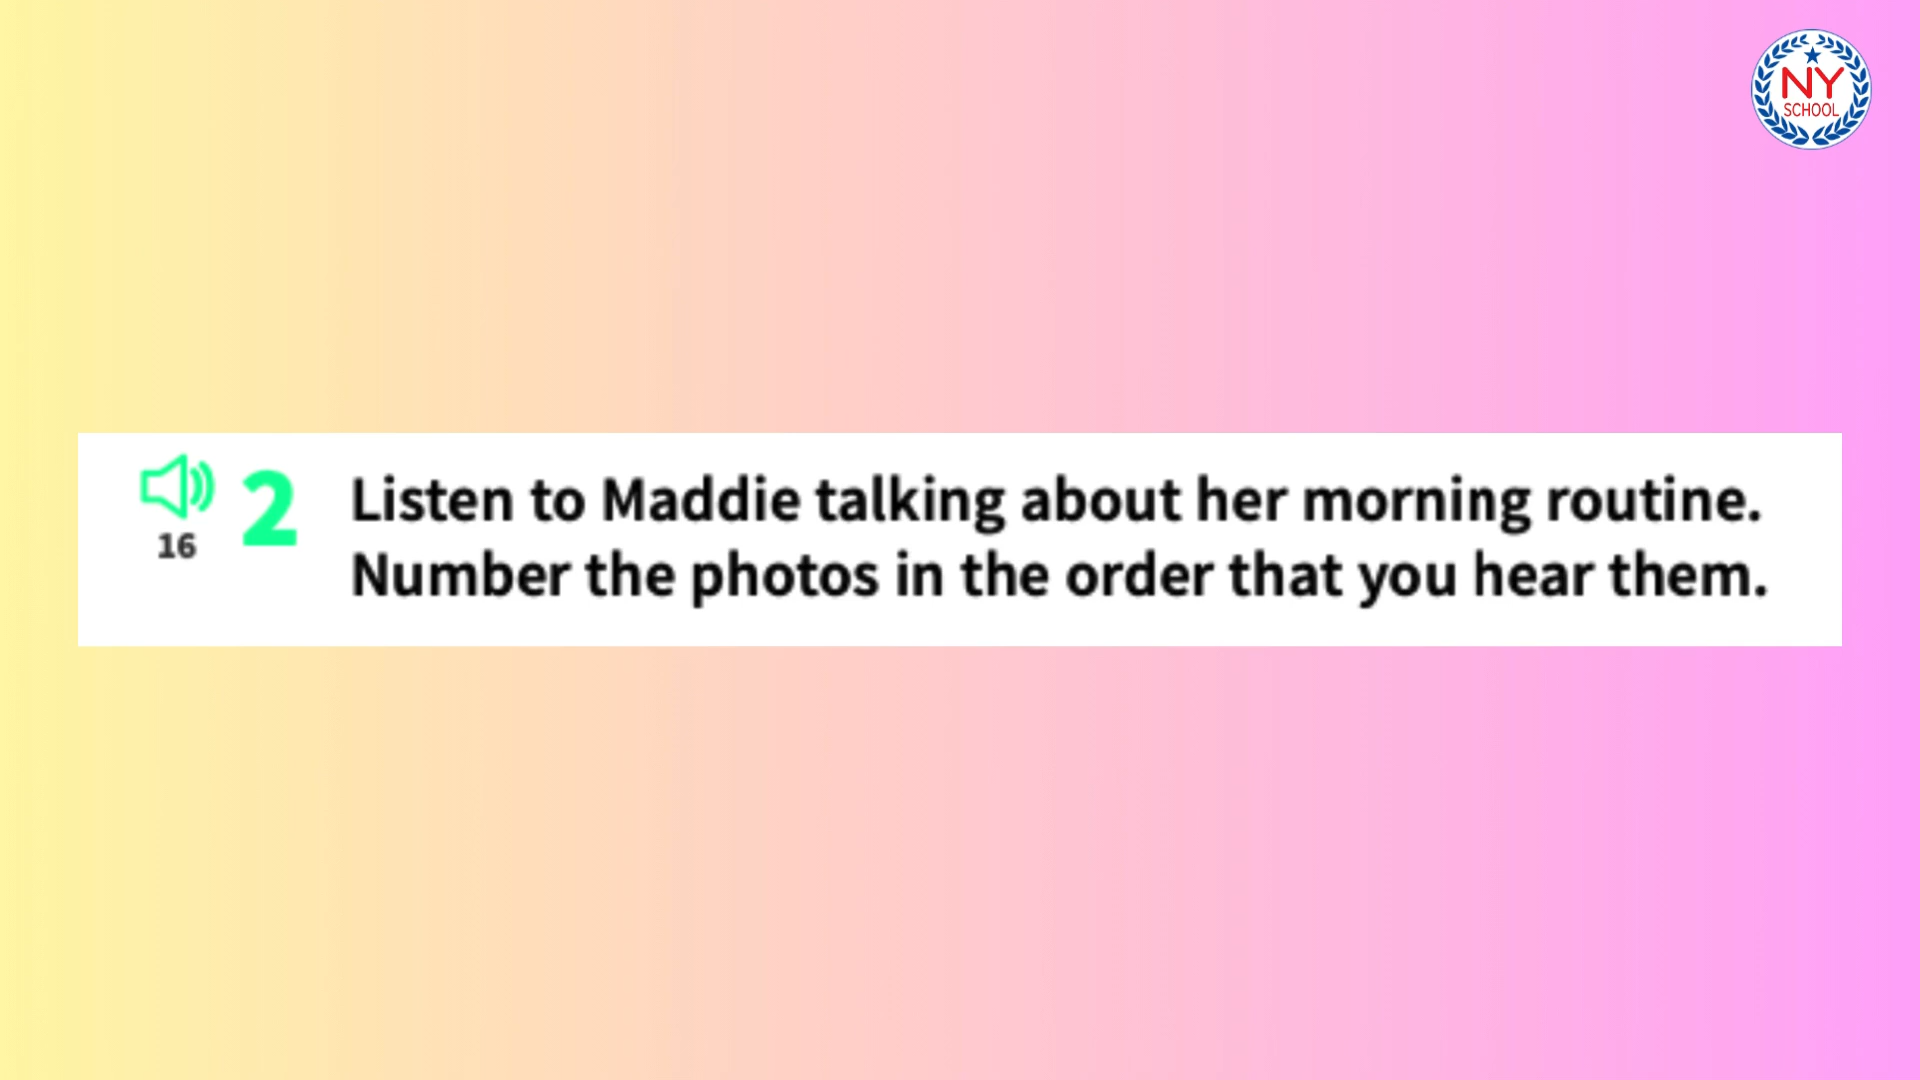 NY
SCHOOL
2 Listen to Maddie talking about her morning routine.
16 Number the photos in the order that you hear them.